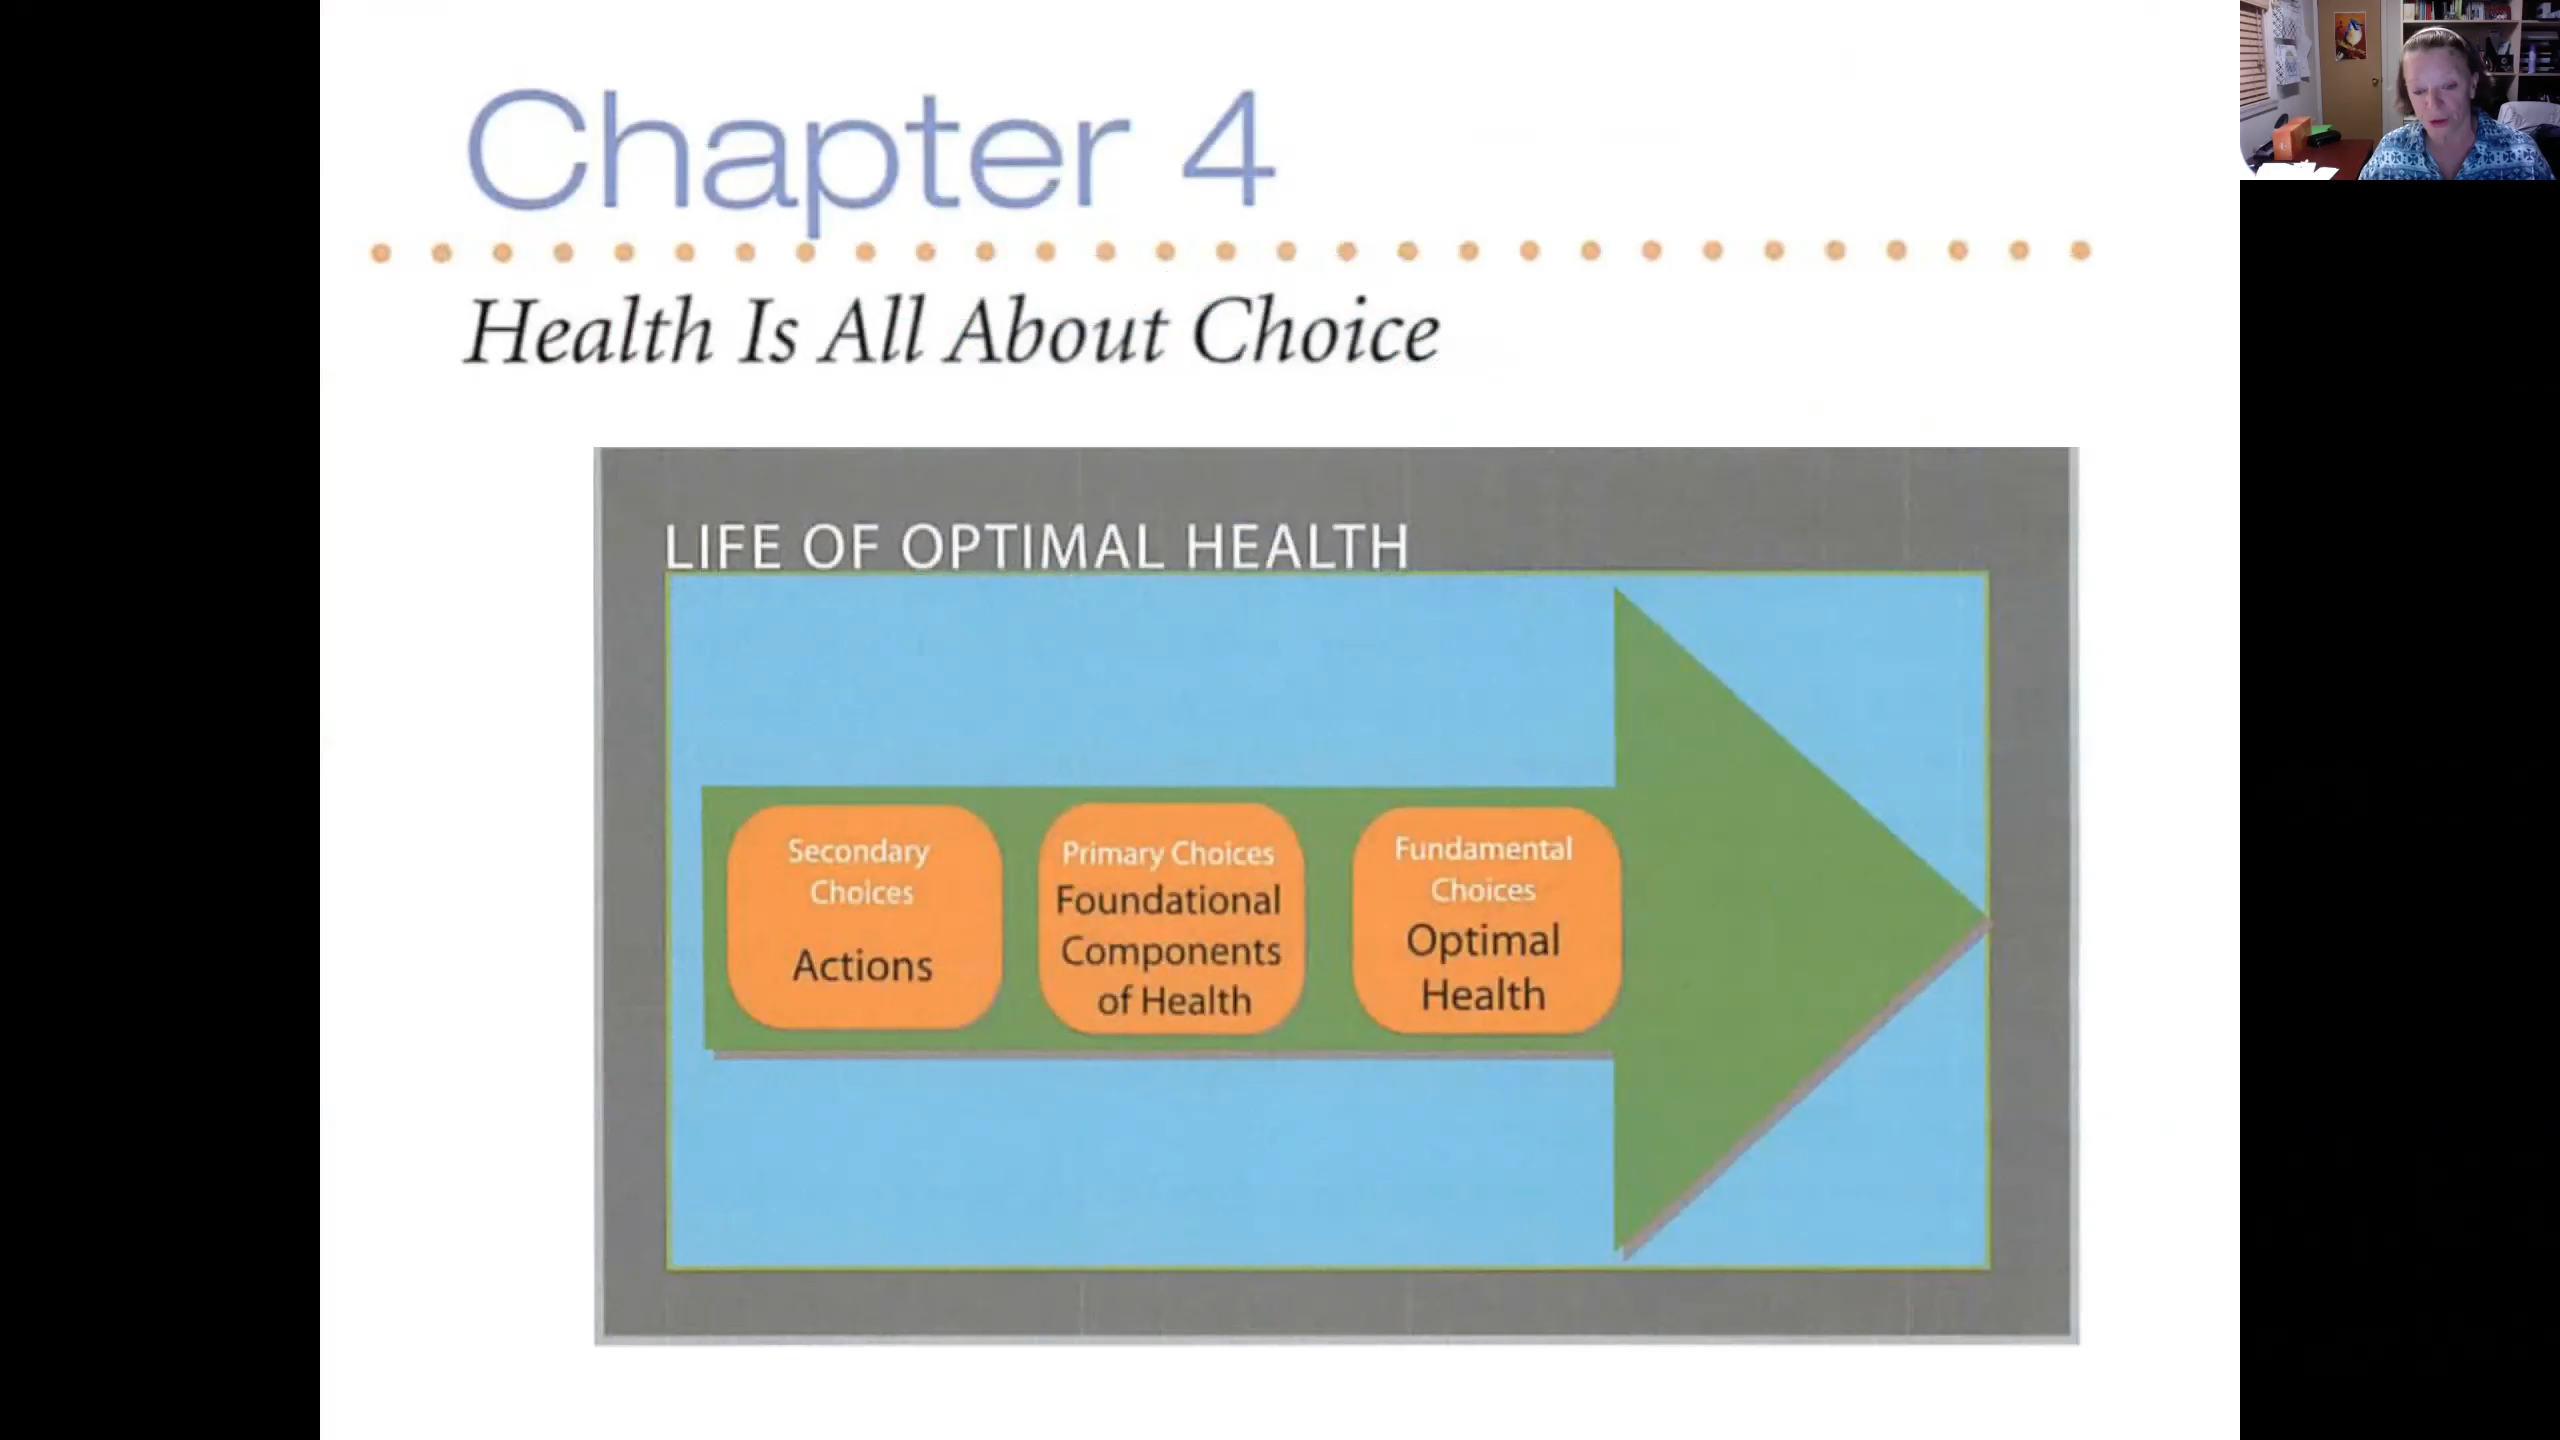 Chapter 4
Health Is All About Choice
LIFE OF OPTIMAL HEALTH
Secondary
Choices
Actions
Primary Choices
Foundational
Components
of Health
Fundamental
Choices
Optimal
Health